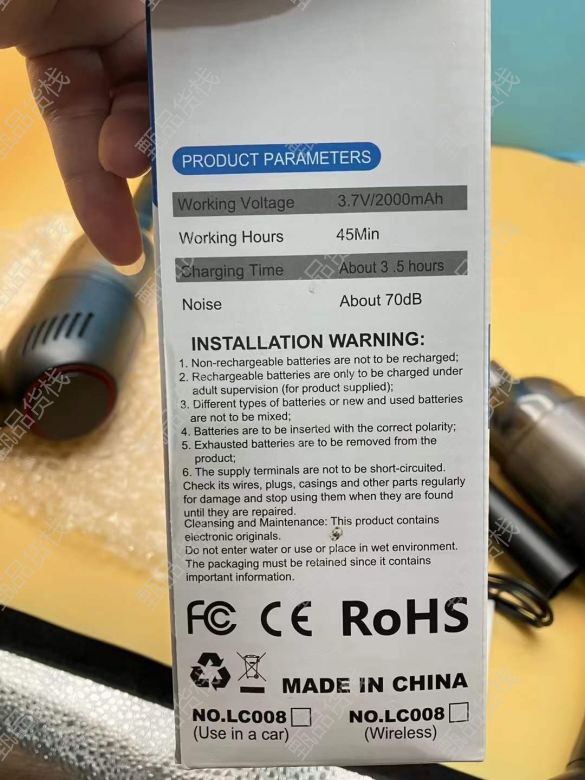 PRODUCT PARAMETERS
Working Voltage 3.7V/2000mAh
Working Hours 45Min
Charging Time About 3 .5 hours
Noise About 70dB
INSTALLATION WARNING:
1. Non-rechargeable batteries are not to be recharged;
2. Rechargeable batteries are only to be charged under
adult supervision (for product supplied);
3. Different types of batteries or new and used batteries
are not to be mixed;
4. Batteries are to be inserted with the correct polarity;
5. Exhausted batteries are to be removed from the
product;
6. The supply terminals are not to be short-circuited.
Check its wires, plugs, casings and other parts regularly
for damage and stop using them when they are found
until they are repaired.
Cleansing and Maintenance: This product contains
electronic originals.
Do not enter water or use or place in wet environment.
The packaging must be retained since it contains
important information.
FC CE RoHS
MADE IN CHINA
NO.LC008 NO.LC008
(Use in a car) (Wireless)
甄品货栈